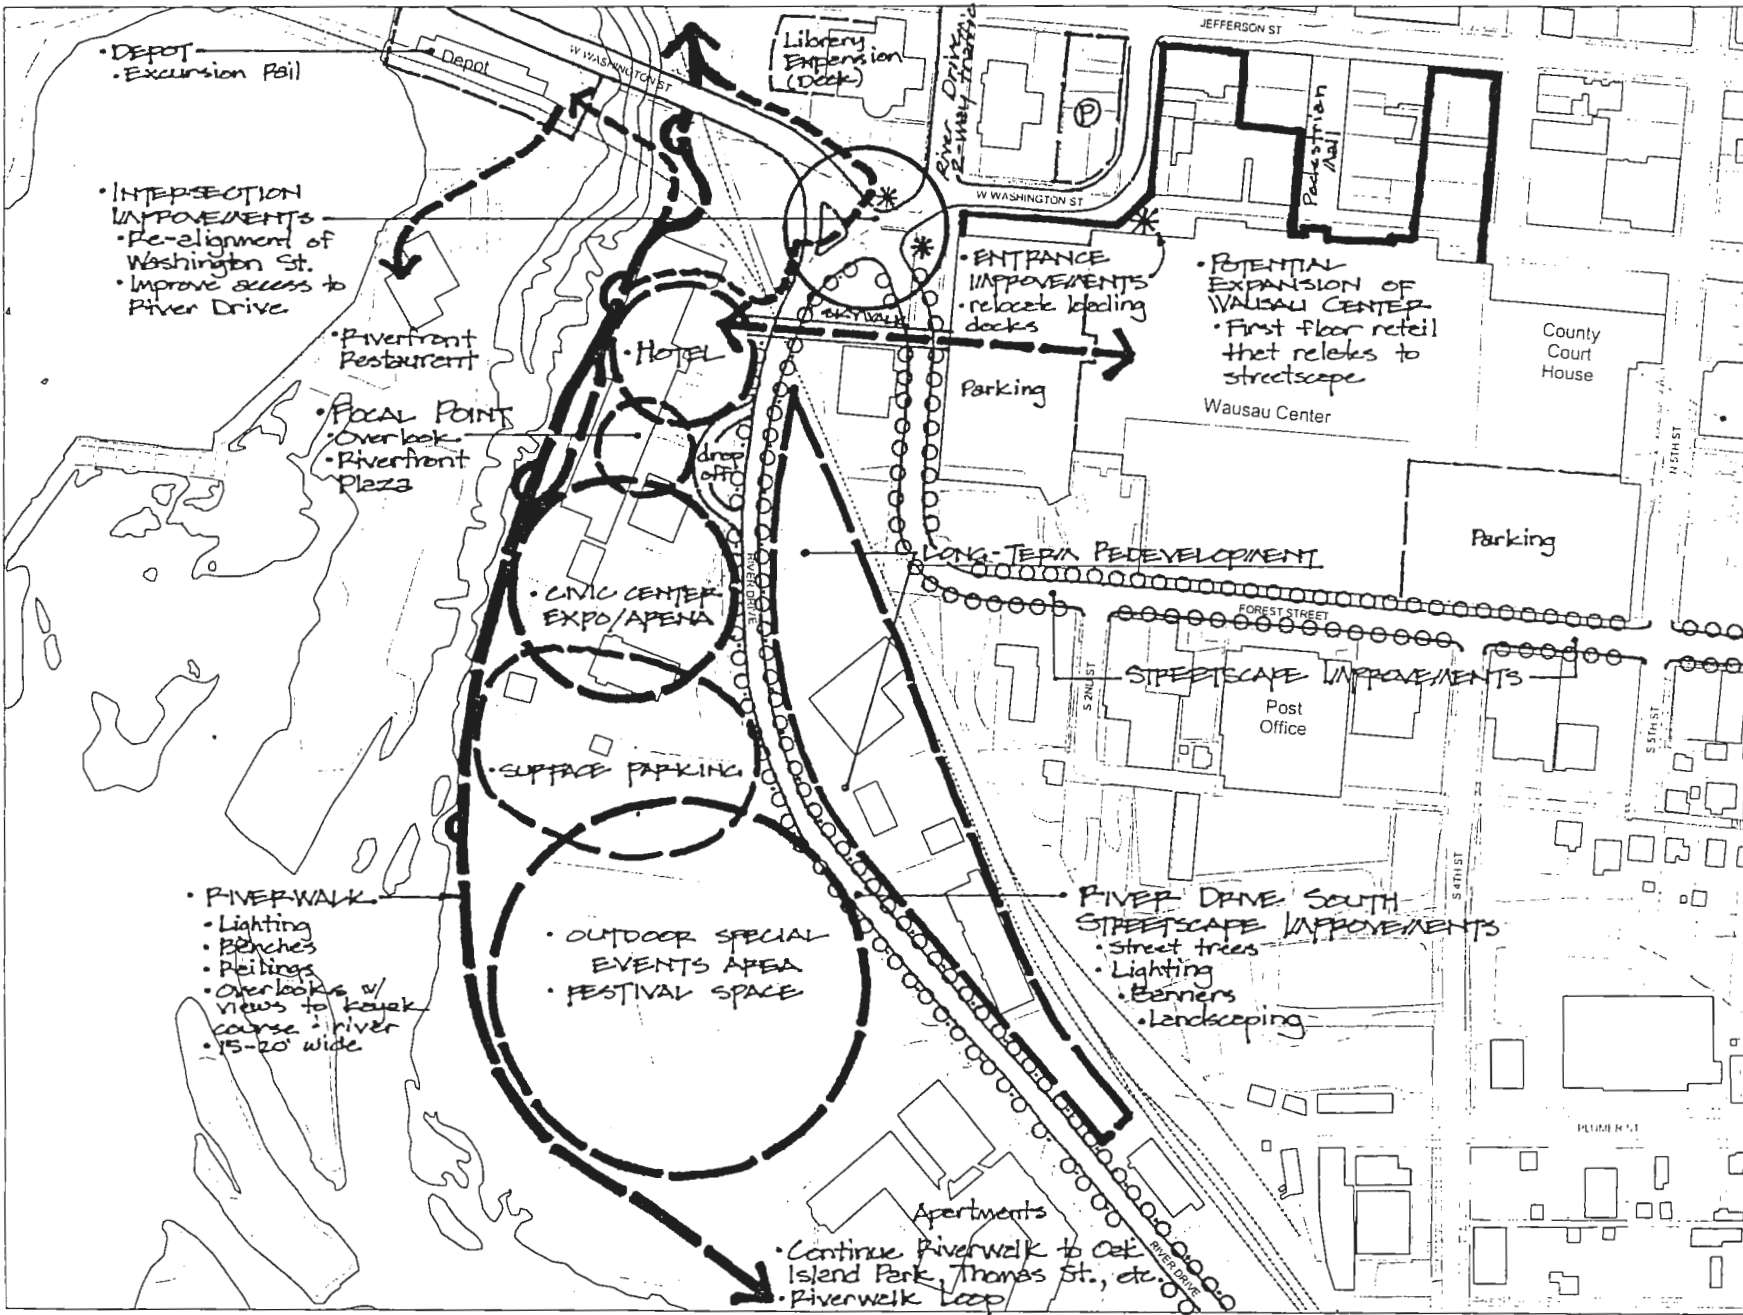 JEFFERSON ST
• DEPOT
• Excursion Rail
Depot
W WASHINGTON ST
Library
Expansion
(Deck)
River Drive
2-way traffic
P
Pedestrian
Mall
• INTERSECTION
IMPROVEMENTS
• Re-alignment of
Washington St.
• Improve access to
River Drive
W WASHINGTON ST
• ENTRANCE
IMPROVEMENTS
• relocate loading
docks
• POTENTIAL
EXPANSION OF
WAUSAU CENTER
• First floor retail
that relates to
streetscape
County
Court
House
• Riverfront
Restaurant
• HOTEL
SKYWALK
Parking
Wausau Center
N 5TH ST
• FOCAL POINT
• Overlook
• Riverfront
Plaza
drop
off
Parking
LONG-TERM REDEVELOPMENT
RIVER DRIVE
• CIVIC CENTER
EXPO/ARENA
FOREST STREET
STREETSCAPE IMPROVEMENTS
S 2ND ST
Post
Office
S 5TH ST
• SURFACE PARKING
S 4TH ST
• RIVERWALK
• Lighting
• Benches
• Railings
• Overlooks w/
views to kayak
course + river
• 15-20' wide
• OUTDOOR SPECIAL
EVENTS AREA
• FESTIVAL SPACE
• RIVER DRIVE SOUTH
STREETSCAPE IMPROVEMENTS
• Street trees
• Lighting
• Banners
• Landscaping
PLUMER ST
Apartments
• Continue Riverwalk to Oak
Island Park, Thomas St., etc.
• Riverwalk Loop
RIVER DRIVE